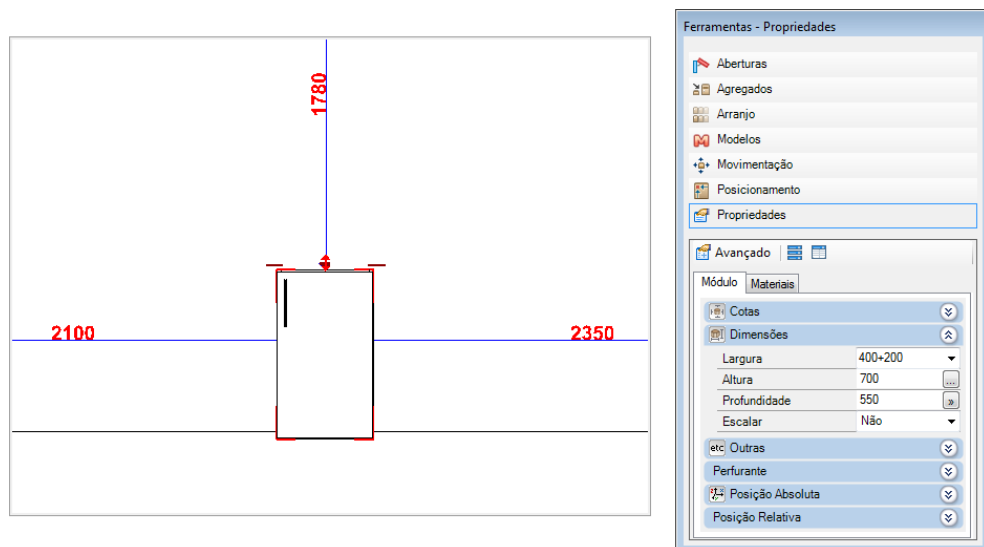 1780
2100
2350
Ferramentas - Propriedades
Aberturas
Agregados
Arranjo
Modelos
Movimentação
Posicionamento
Propriedades
Avançado
Módulo Materiais
Cotas
Dimensões
Largura 400+200
Altura 700 ...
Profundidade 550 »
Escalar Não
etc Outras
Perfurante
Posição Absoluta
Posição Relativa